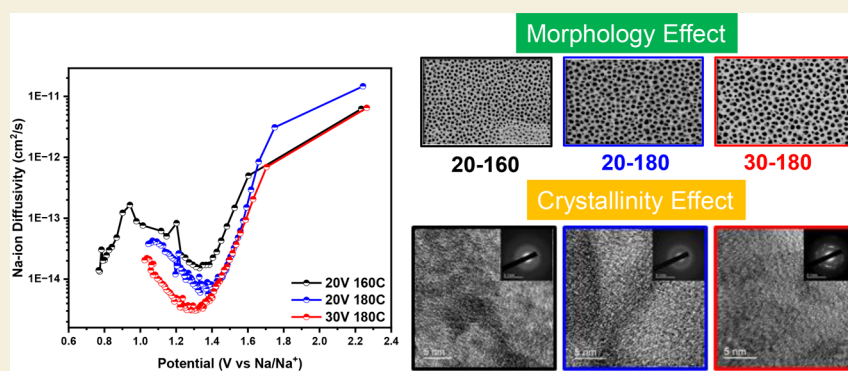 Morphology Effect
20-160
20-180
30-180
Crystallinity Effect
5 nm
5 nm
5 nm
Na-ion Diffusivity (cm²/s)
1E-11
1E-12
1E-13
1E-14
20V 160C
20V 180C
30V 180C
0.6 0.8 1.0 1.2 1.4 1.6 1.8 2.0 2.2 2.4
Potential (V vs Na/Na⁺)